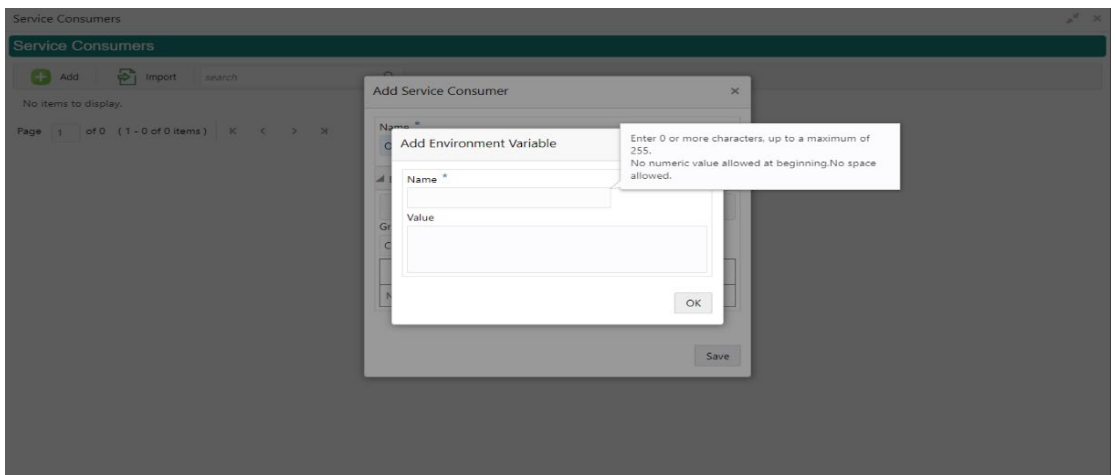 Service Consumers
Service Consumers
Add Import search
No items to display.
Page 1 of 0 ( 1 - 0 of 0 items )
Add Service Consumer
Name *
Add Environment Variable
Enter 0 or more characters, up to a maximum of
255.
No numeric value allowed at beginning.No space
allowed.
Name *
Value
OK
Save